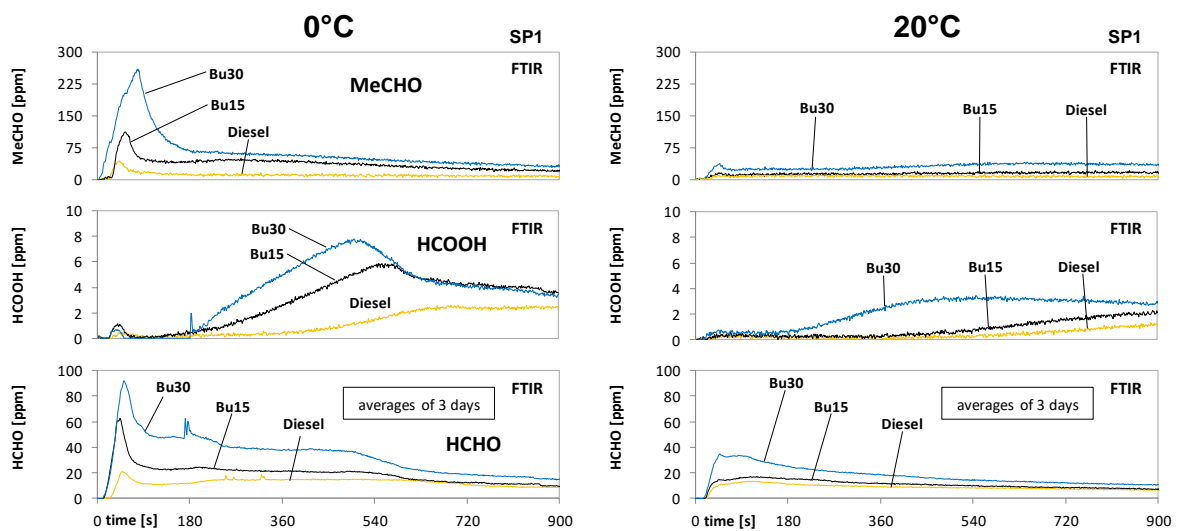 0°C
SP1
300
225
150
75
0
MeCHO [ppm]
FTIR
Bu30
MeCHO
Bu15
Diesel
10
8
6
4
2
0
HCOOH [ppm]
FTIR
Bu30
HCOOH
Bu15
Diesel
100
80
60
40
20
0
HCHO [ppm]
FTIR
Bu30
averages of 3 days
Bu15
Diesel
HCHO
0 time [s] 180 360 540 720 900
20°C
SP1
300
225
150
75
0
MeCHO [ppm]
FTIR
Bu30
Bu15
Diesel
10
8
6
4
2
0
HCOOH [ppm]
FTIR
Bu30
Bu15
Diesel
100
80
60
40
20
0
HCHO [ppm]
FTIR
Bu30
averages of 3 days
Bu15
Diesel
0 time [s] 180 360 540 720 900